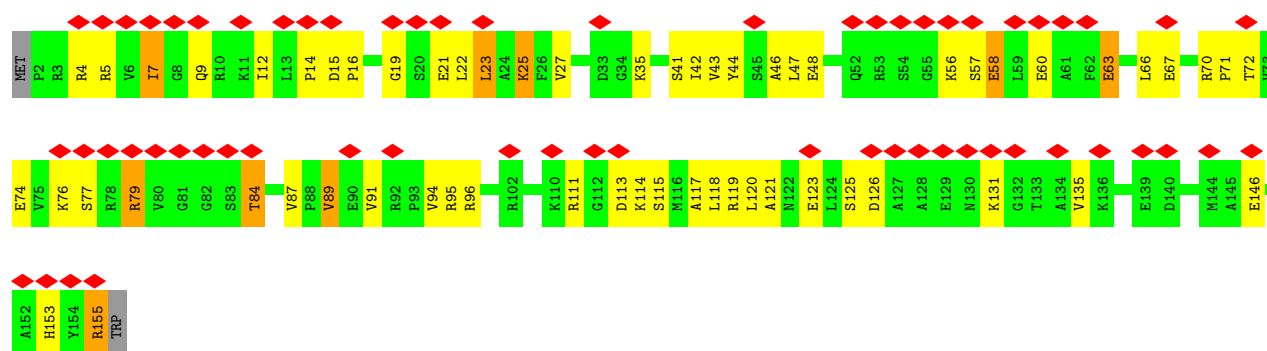 MET P2 R3 R4 R5 V6 I7 G8 Q9 R10 K11 I12 L13 P14 D15 P16 G19 S20 E21 L22 L23 A24 K25 F26 V27 D33 G34 K35 S41 I42 V43 Y44 S45 A46 L47 E48 Q52 R53 S54 G55 K56 S57 E58 L59 E60 A61 F62 E63 L66 E67 R70 P71 T72 V73
E74 V75 K76 S77 R78 R79 V80 G81 G82 S83 T84 V87 P88 V89 E90 V91 R92 P93 V94 R95 R96 R102 K110 R111 G112 D113 K114 S115 M116 A117 L118 R119 L120 A121 N122 E123 L124 S125 D126 A127 A128 E129 N130 K131 G132 T133 A134 V135 K136 E139 D140 M144 A145 E146
A152 H153 Y154 R155 TRP